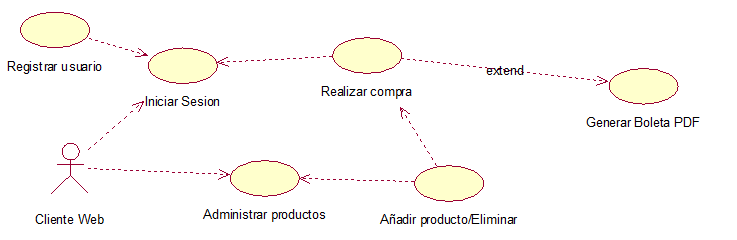 Registrar usuario
Iniciar Sesion
Realizar compra
extend
Generar Boleta PDF
Cliente Web
Administrar productos
Añadir producto/Eliminar